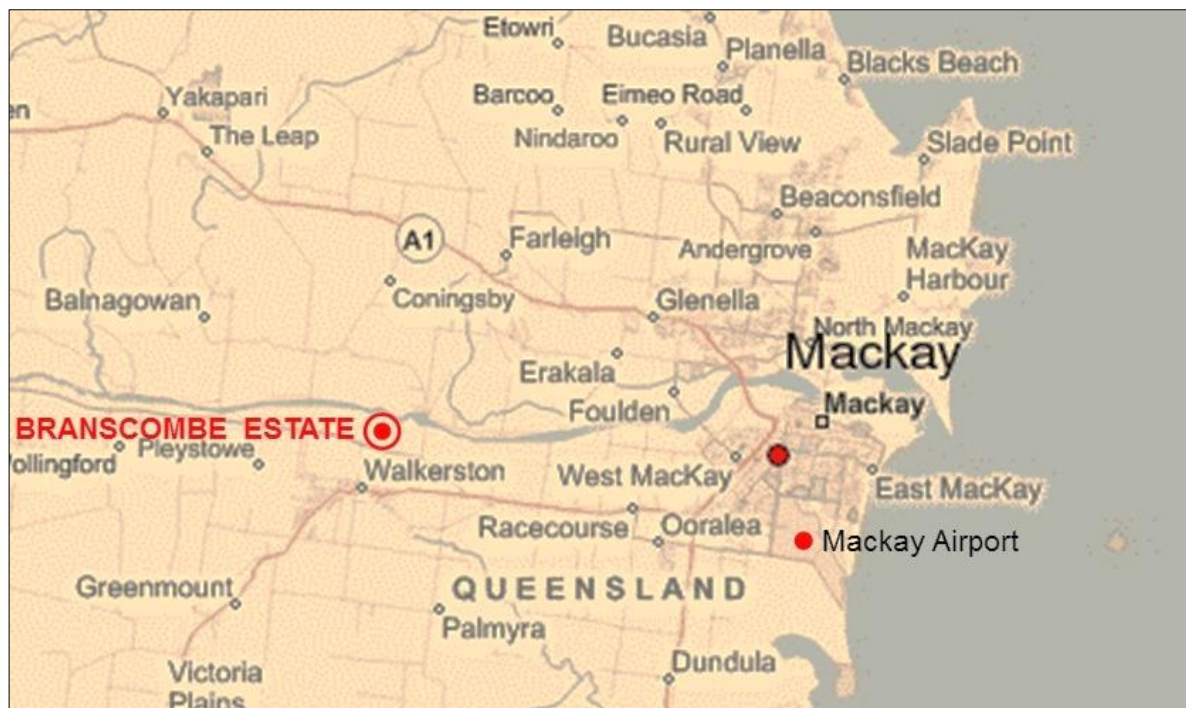 Etowri
Bucasia
Planella
Blacks Beach
Yakapari
Barcoo
Eimeo Road
en
The Leap
Nindaroo
Rural View
Slade Point
Beaconsfield
A1
Farleigh
Andergrove
MacKay
Harbour
Balnagowan
Coningsby
Glenella
North Mackay
Mackay
Erakala
Foulden
Mackay
BRANSCOMBE ESTATE
Pleystowe
ollingford
Walkerston
West MacKay
East MacKay
Racecourse
Ooralea
Mackay Airport
Greenmount
QUEENSLAND
Palmyra
Victoria
Plains
Dundula